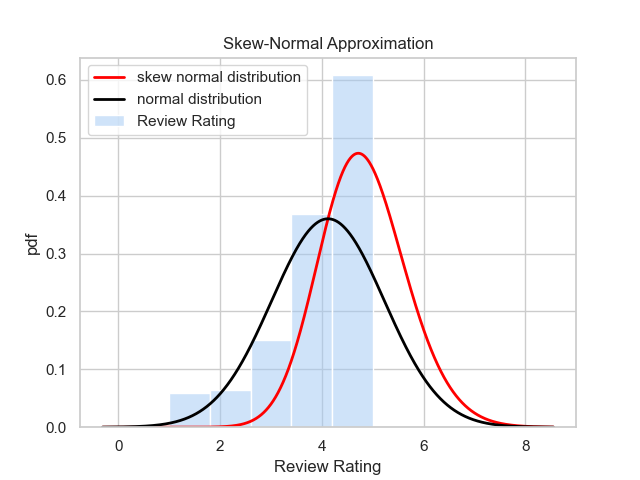 Skew-Normal Approximation
skew normal distribution
normal distribution
Review Rating
0.6
0.5
0.4
0.3
0.2
0.1
0.0
pdf
0 2 4 6 8
Review Rating